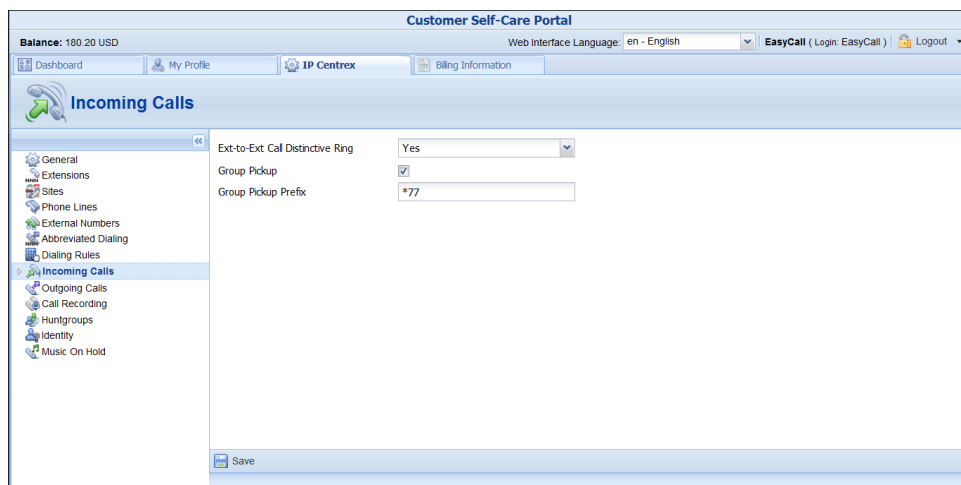 Customer Self-Care Portal
Balance: 180.20 USD Web Interface Language: en - English EasyCall ( Login: EasyCall ) Logout
Dashboard My Profile IP Centrex Billing Information
Incoming Calls
General
Extensions
Sites
Phone Lines
External Numbers
Abbreviated Dialing
Dialing Rules
Incoming Calls
Outgoing Calls
Call Recording
Huntgroups
Identity
Music On Hold
Ext-to-Ext Call Distinctive Ring Yes
Group Pickup
Group Pickup Prefix *77
Save